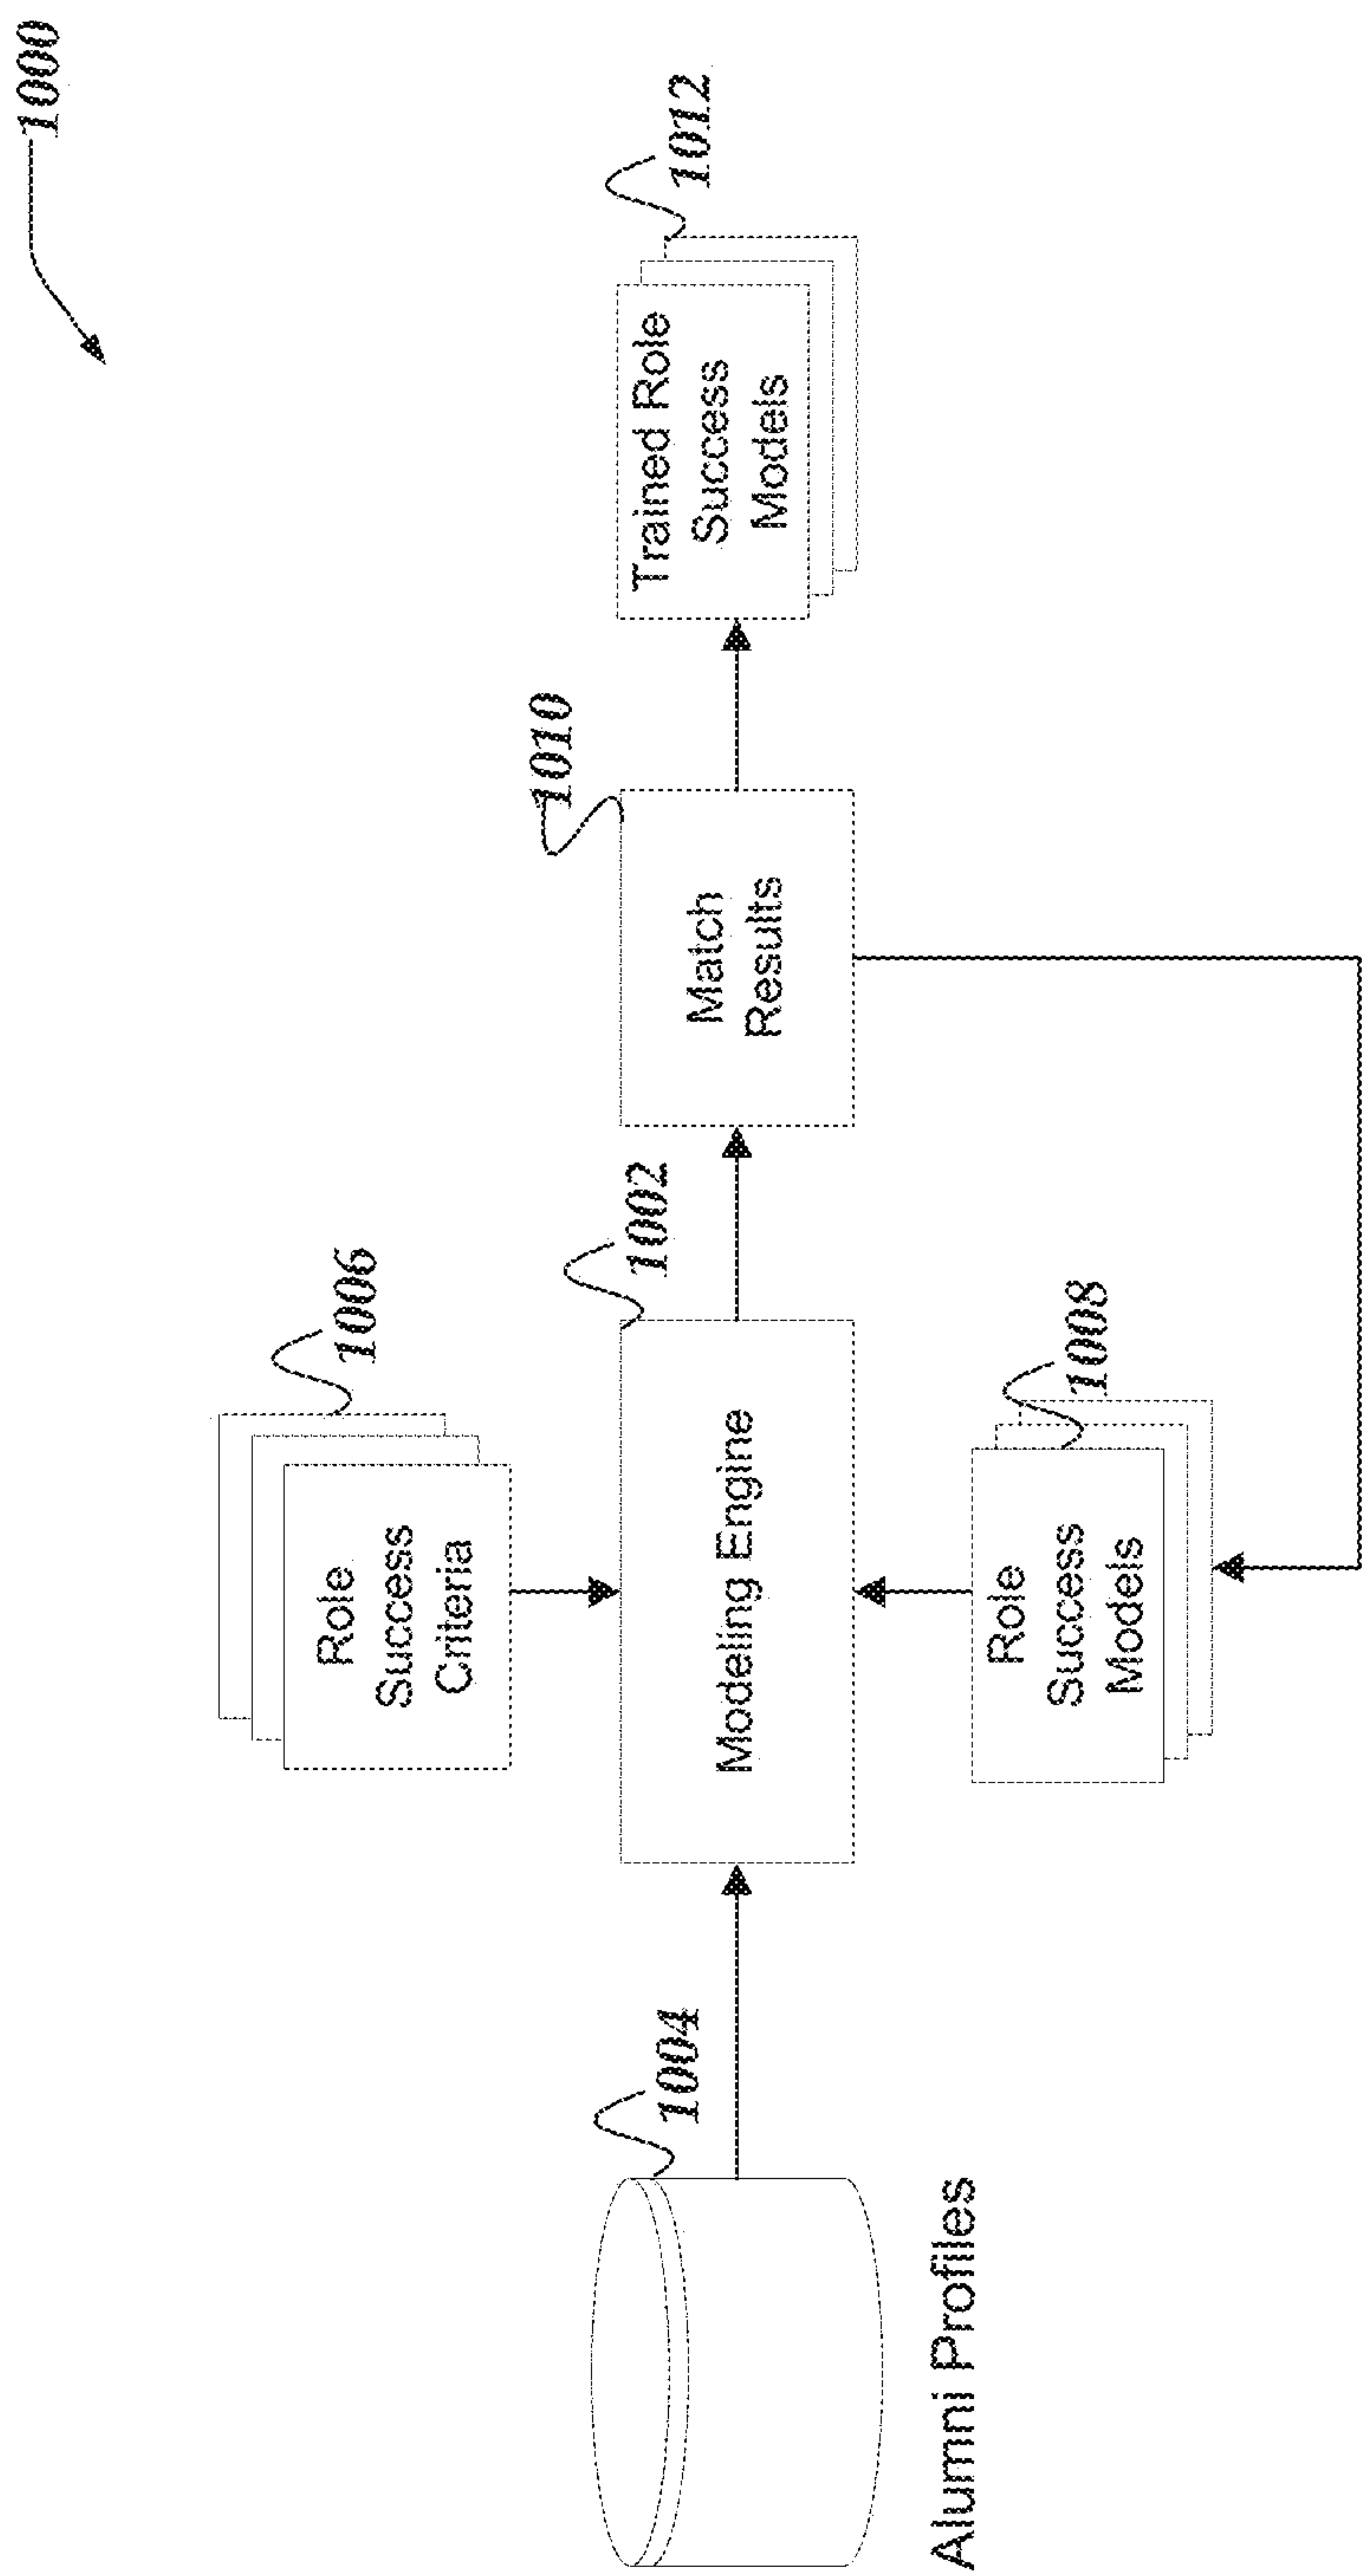 1000
1006
Role
Success
Criteria
1004
1002
1010
1012
Modeling Engine
Match
Results
Trained Role
Success
Models
1008
Role
Success
Models
Alumni Profiles